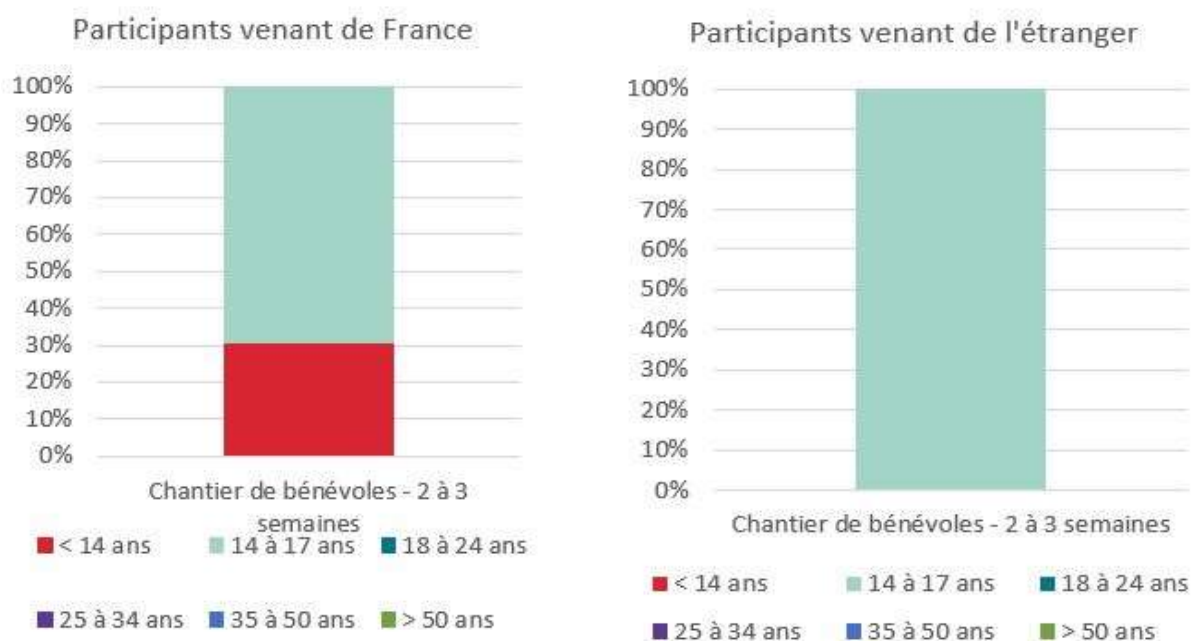 Participants venant de France
100%
90%
80%
70%
60%
50%
40%
30%
20%
10%
0%
Chantier de bénévoles - 2 à 3
semaines
< 14 ans 14 à 17 ans 18 à 24 ans
25 à 34 ans 35 à 50 ans > 50 ans
Participants venant de l'étranger
100%
90%
80%
70%
60%
50%
40%
30%
20%
10%
0%
Chantier de bénévoles - 2 à 3 semaines
< 14 ans 14 à 17 ans 18 à 24 ans
25 à 34 ans 35 à 50 ans > 50 ans